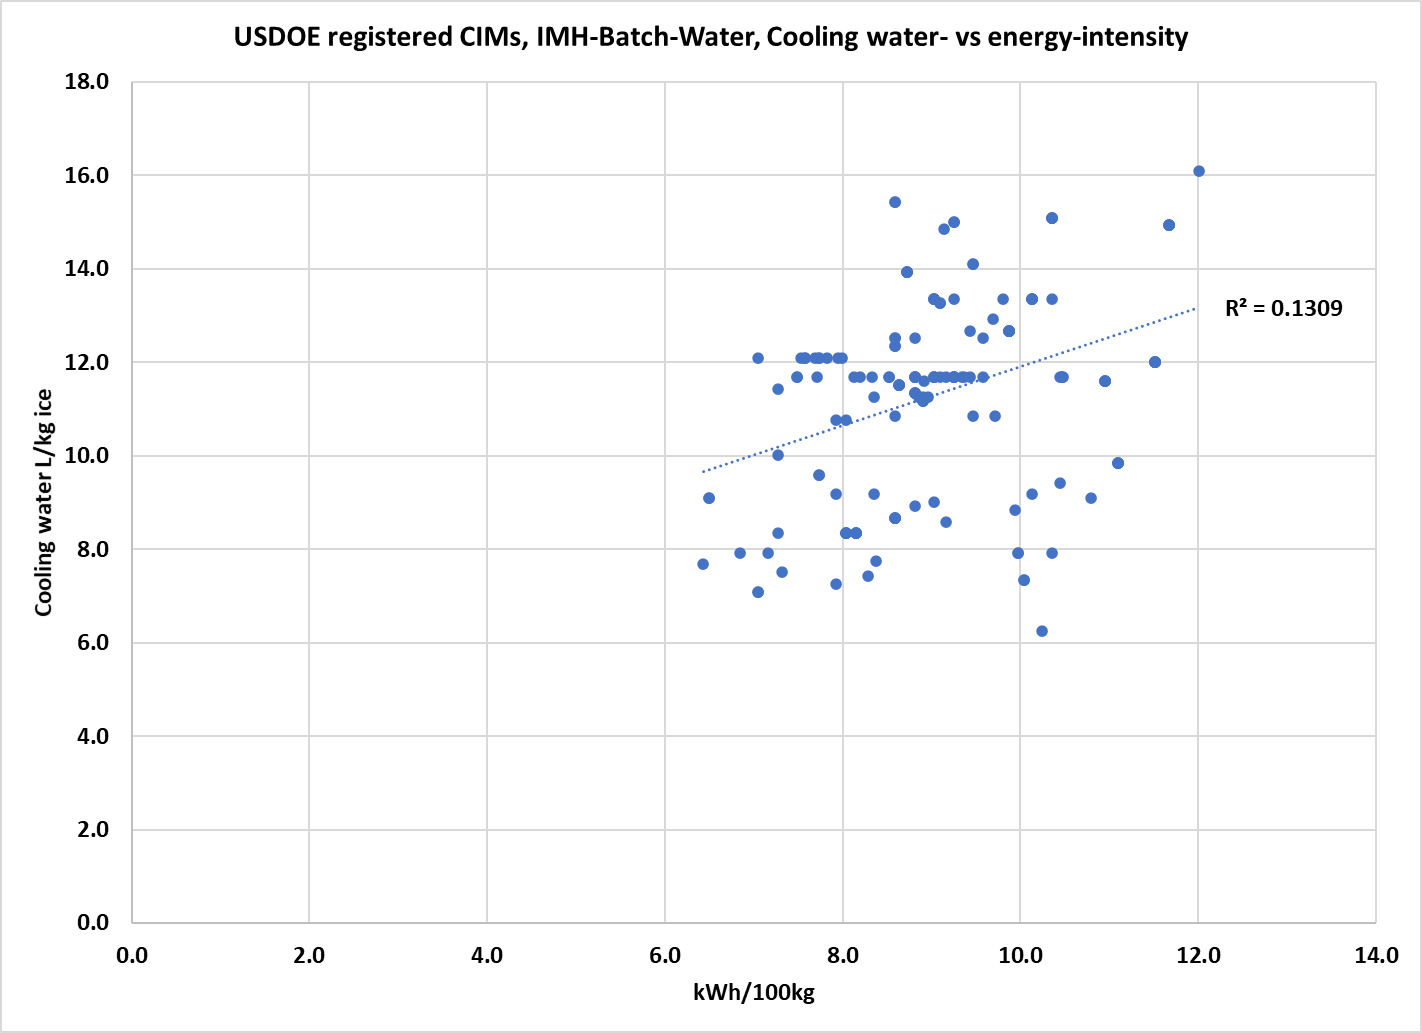 USDOE registered CIMs, IMH-Batch-Water, Cooling water- vs energy-intensity
18.0
16.0
14.0
12.0
10.0
8.0
6.0
4.0
2.0
0.0
Cooling water L/kg ice
R² = 0.1309
0.0 2.0 4.0 6.0 8.0 10.0 12.0 14.0
kWh/100kg